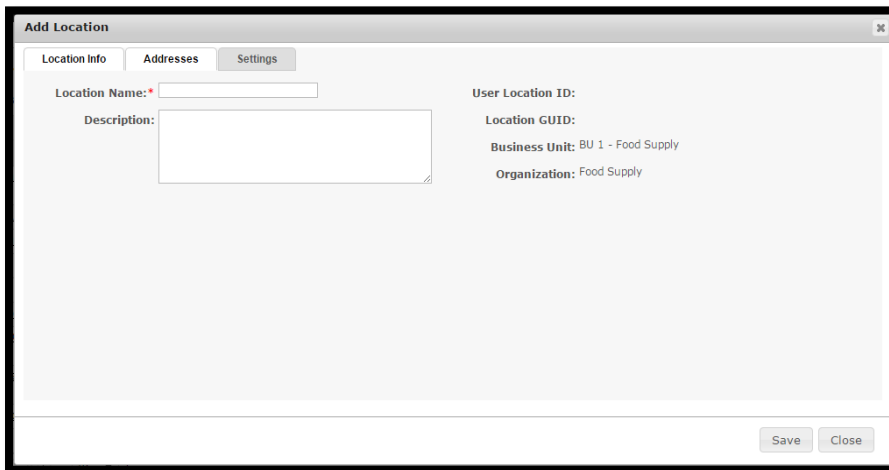 Add Location
Location Info Addresses Settings
Location Name:* User Location ID:
Description: Location GUID:
Business Unit: BU 1 - Food Supply
Organization: Food Supply
Save Close